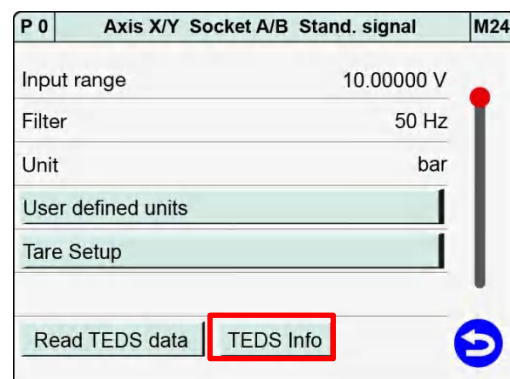 P 0 Axis X/Y Socket A/B Stand. signal M24
Input range 10.00000 V
Filter 50 Hz
Unit bar
User defined units
Tare Setup
Read TEDS data TEDS Info